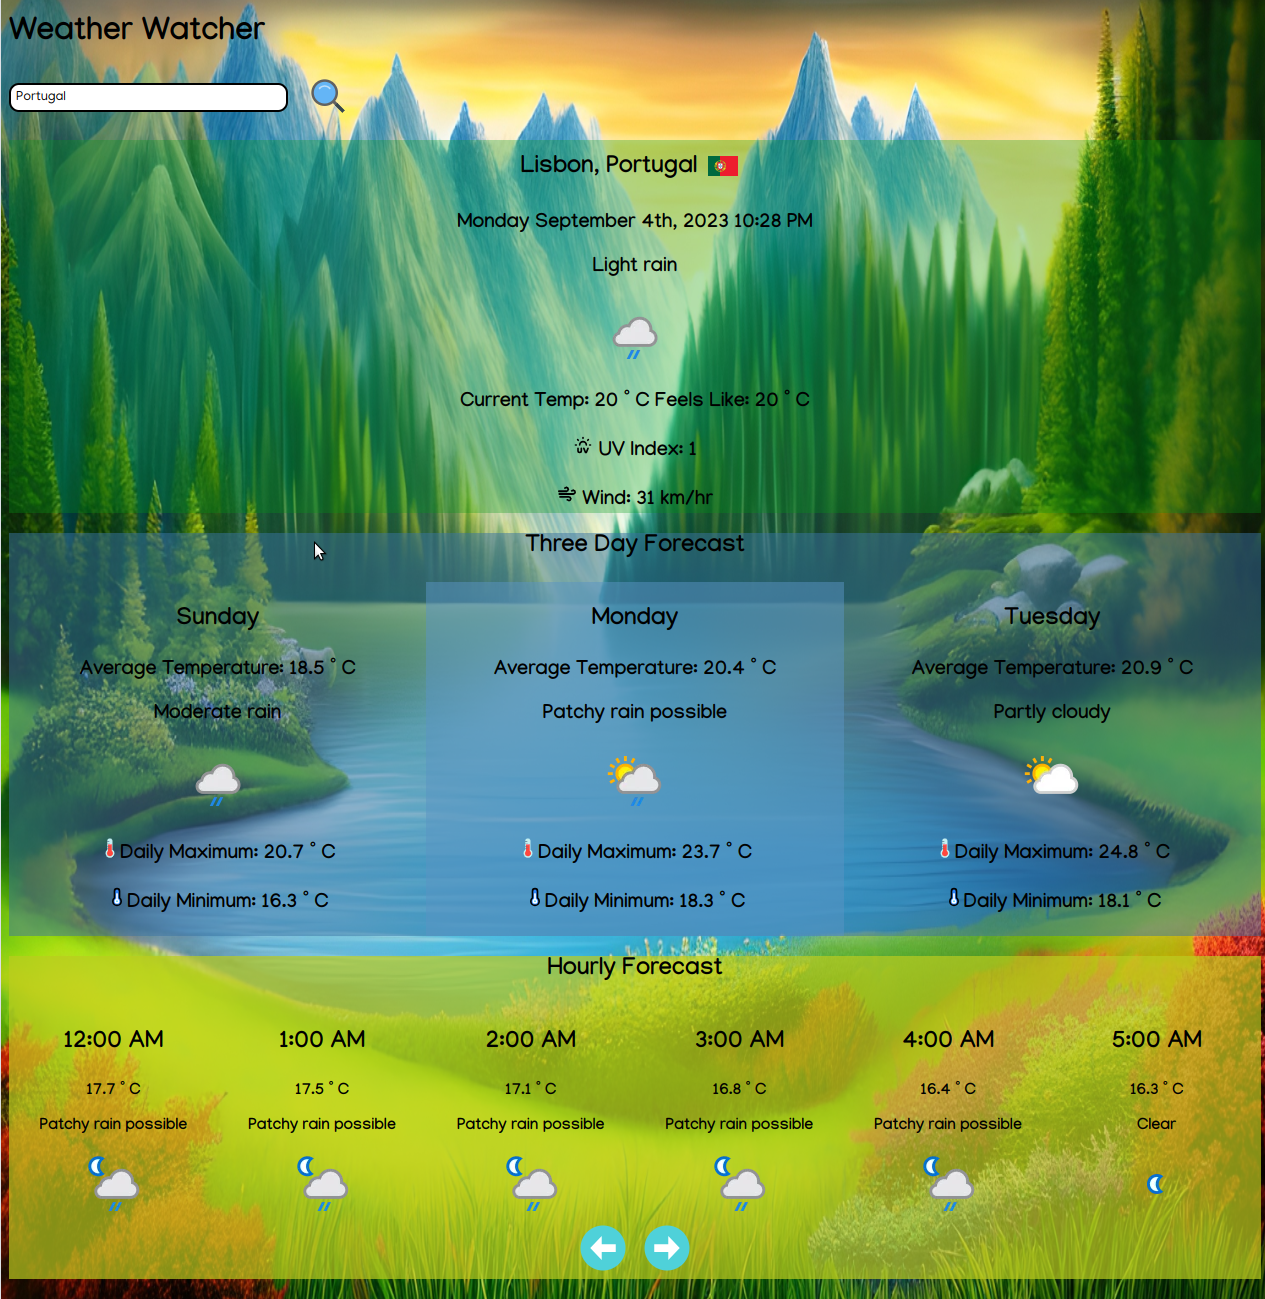 Weather Watcher
Portugal
Lisbon, Portugal
Monday September 4th, 2023 10:28 PM
Light rain
Current Temp: 20 ° C Feels Like: 20 ° C
UV UV Index: 1
Wind: 31 km/hr
Three Day Forecast
Sunday Monday Tuesday
Average Temperature: 18.5 ° C Average Temperature: 20.4 ° C Average Temperature: 20.9 ° C
Moderate rain Patchy rain possible Partly cloudy
Daily Maximum: 20.7 ° C Daily Maximum: 23.7 ° C Daily Maximum: 24.8 ° C
Daily Minimum: 16.3 ° C Daily Minimum: 18.3 ° C Daily Minimum: 18.1 ° C
Hourly Forecast
12:00 AM 1:00 AM 2:00 AM 3:00 AM 4:00 AM 5:00 AM
17.7 ° C 17.5 ° C 17.1 ° C 16.8 ° C 16.4 ° C 16.3 ° C
Patchy rain possible Patchy rain possible Patchy rain possible Patchy rain possible Patchy rain possible Clear